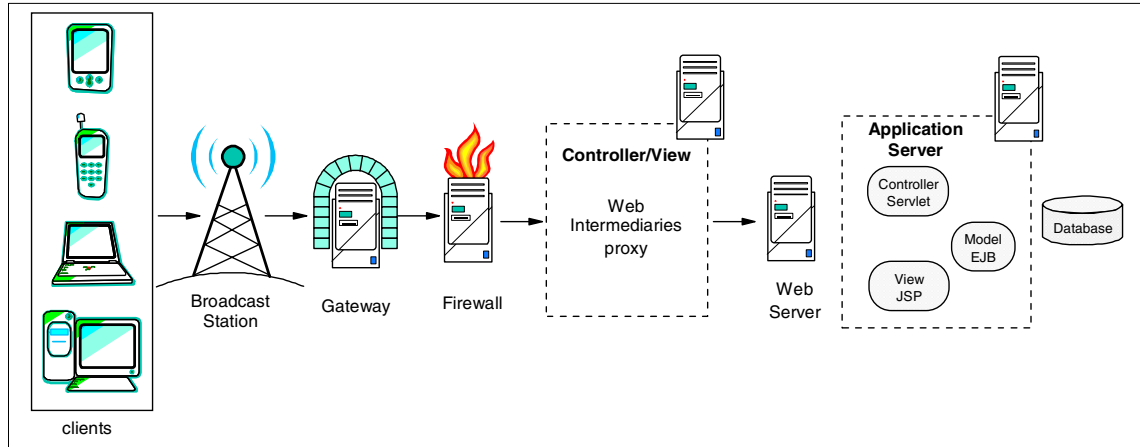 clients
Broadcast
Station
Gateway
Firewall
Controller/View
Web
Intermediaries
proxy
Web
Server
Application
Server
Controller
Servlet
Model
EJB
View
JSP
Database